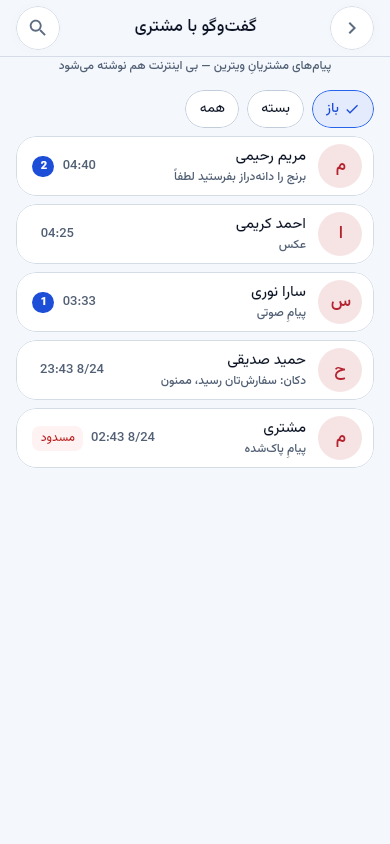 گفت‌وگو با مشتری
پیام‌های مشتریانِ ویترین — بی اینترنت هم نوشته می‌شود
باز
بسته
همه
م
مریم رحیمی
04:40
2
برنج را دانه‌دراز بفرستید لطفاً
ا
احمد کریمی
04:25
عکس
س
سارا نوری
03:33
1
پیام صوتی
ح
حمید صدیقی
8/24 23:43
دکان: سفارش‌تان رسید، ممنون
م
مشتری
8/24 02:43
مسدود
پیامِ پاک‌شده